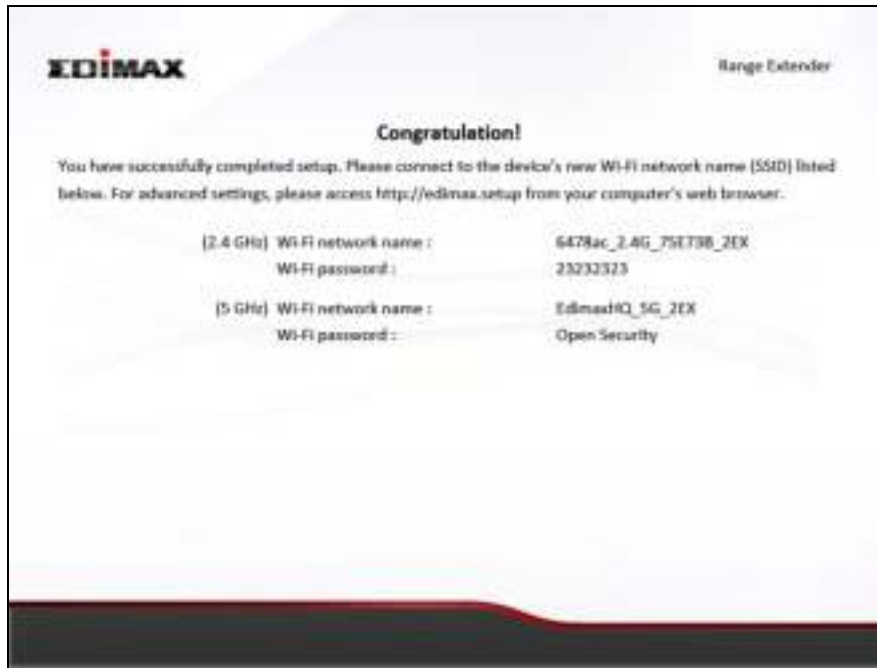 EDIMAX
Range Extender
Congratulation!
You have successfully completed setup. Please connect to the device's new Wi-Fi network name (SSID) listed
below. For advanced settings, please access http://edimax.setup from your computer's web browser.
(2.4 GHz) Wi-Fi network name : 6478ac_2.4G_75E73B_2EX
Wi-Fi password : 23232323
(5 GHz) Wi-Fi network name : EdimaxHQ_5G_2EX
Wi-Fi password : Open Security